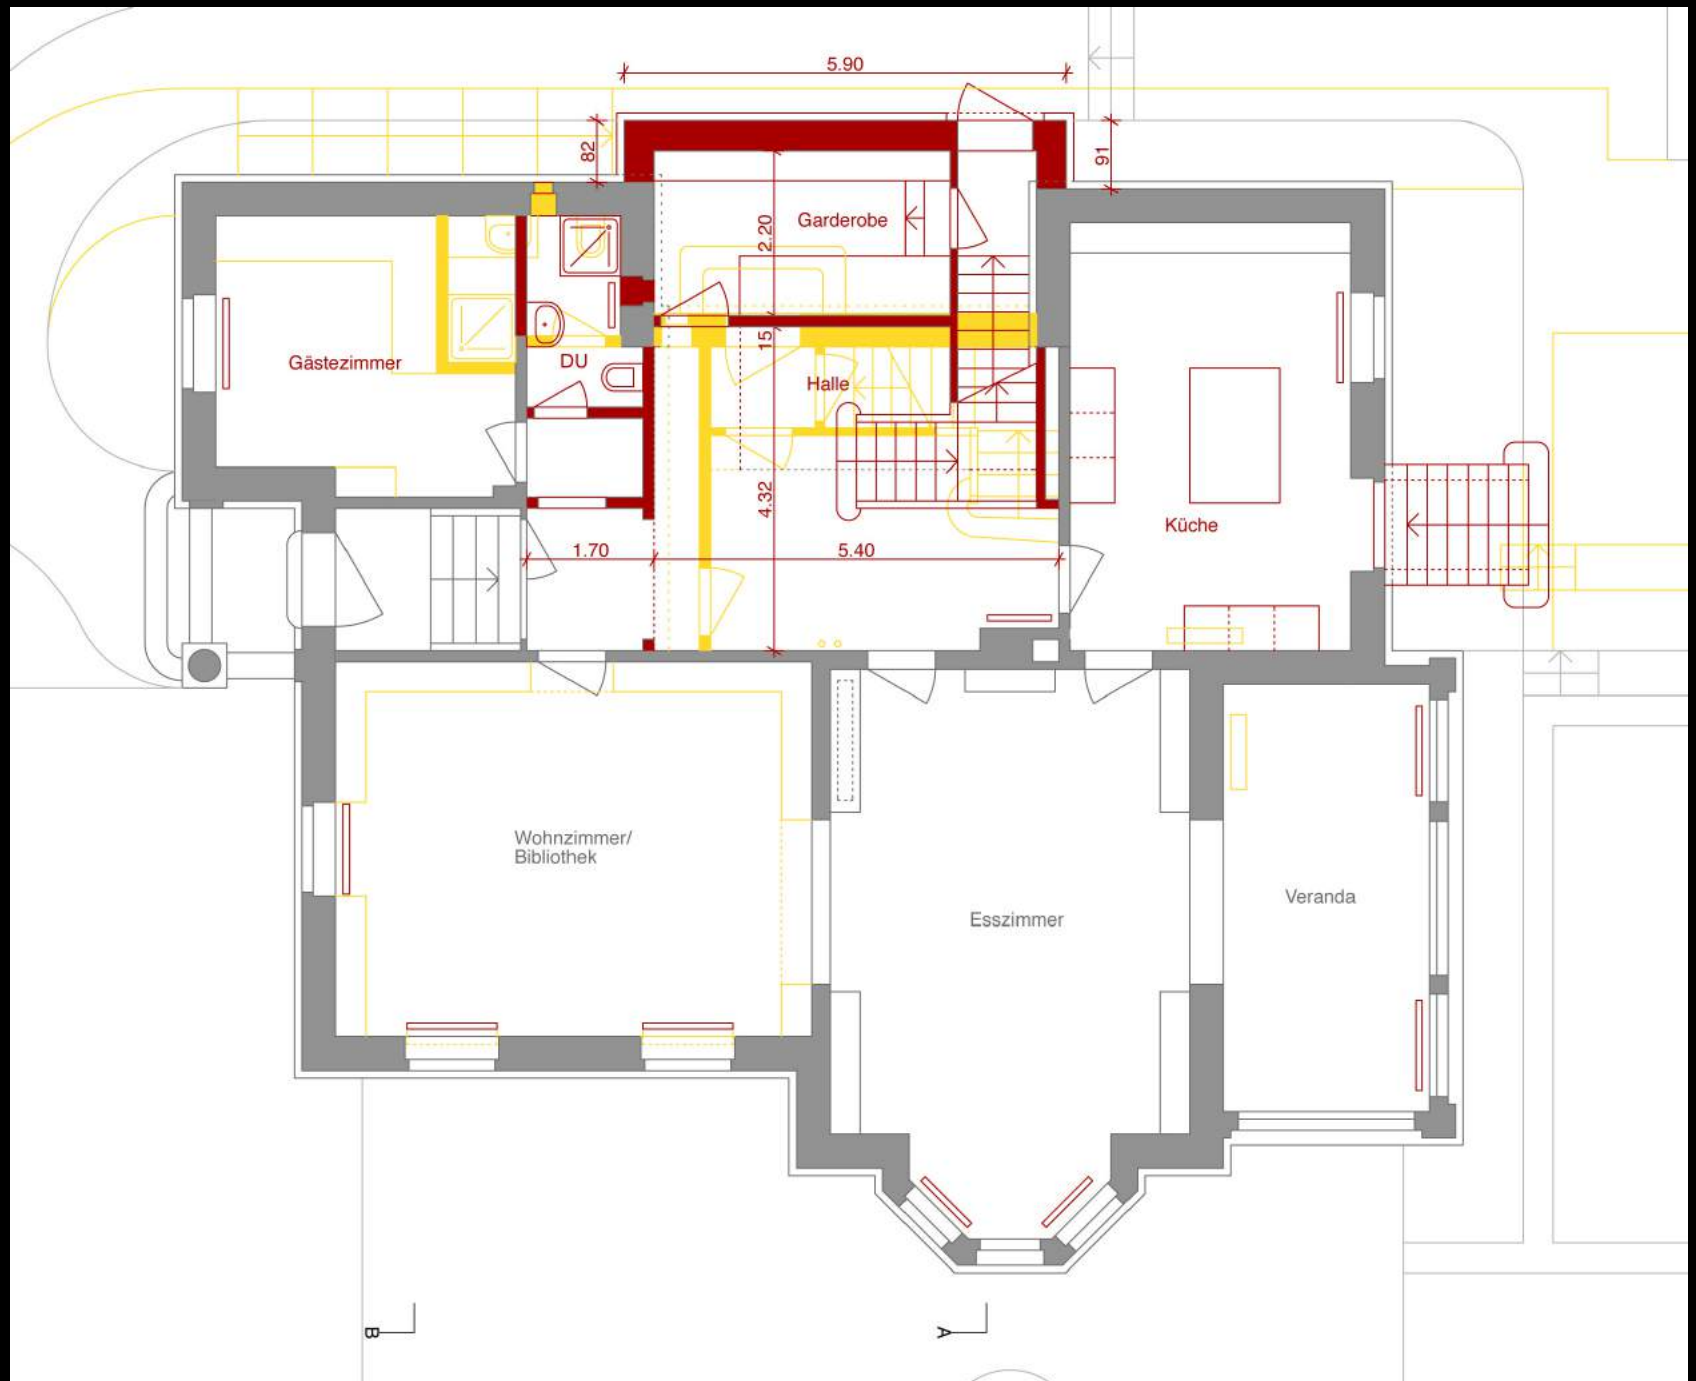 5.90
82
91
2.20
Garderobe
15
Gästezimmer
DU
Halle
4.32
Küche
1.70
5.40
Wohnzimmer/
Bibliothek
Esszimmer
Veranda
B
A